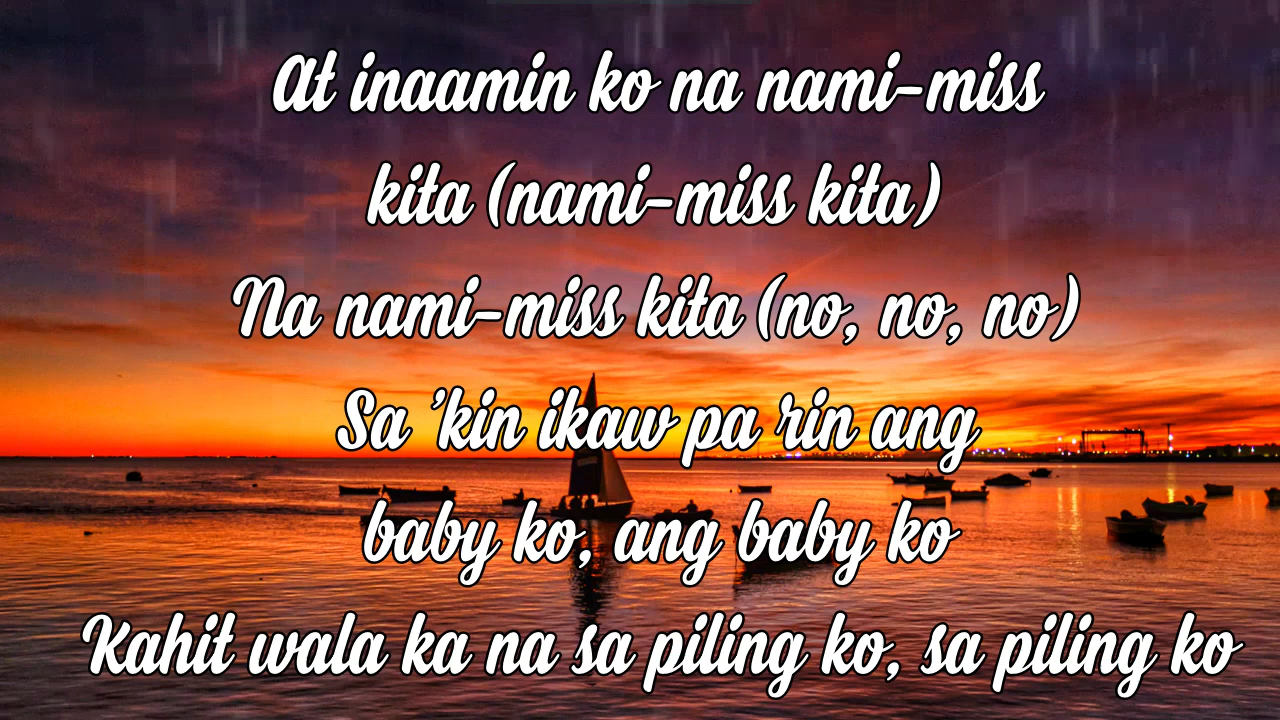 At inaamin ko na nami-miss
kita (nami-miss kita)
Na nami-miss kita (no, no, no)
Sa 'kin ikaw pa 'rin ang
baby ko, ang baby ko
Kahit wala ka na sa piling ko, sa piling ko